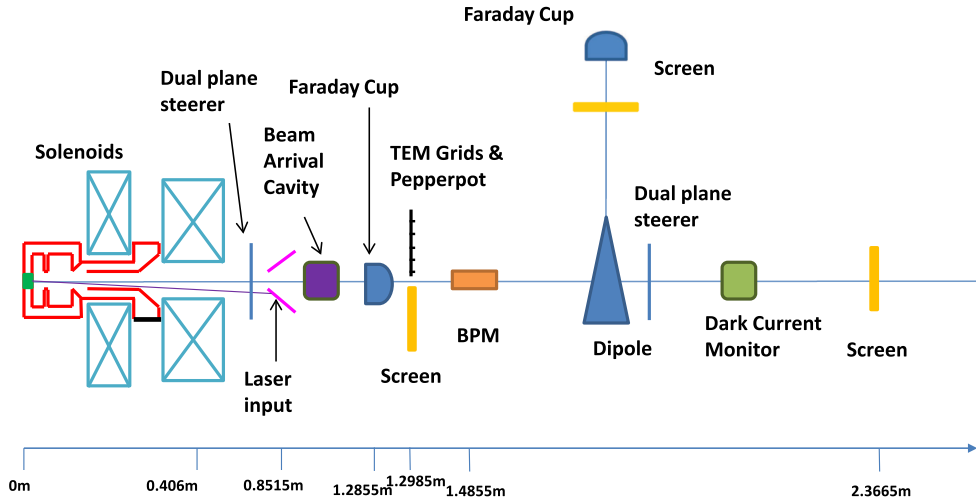 Faraday Cup
Screen
Dual plane
steerer
Faraday Cup
Beam
Arrival
Cavity
Solenoids
TEM Grids &
Pepperpot
Dual plane
steerer
BPM
Dipole
Dark Current
Monitor
Screen
Laser
input
Screen
0m
0.406m
0.8515m
1.2855m
1.2985m
1.4855m
2.3665m